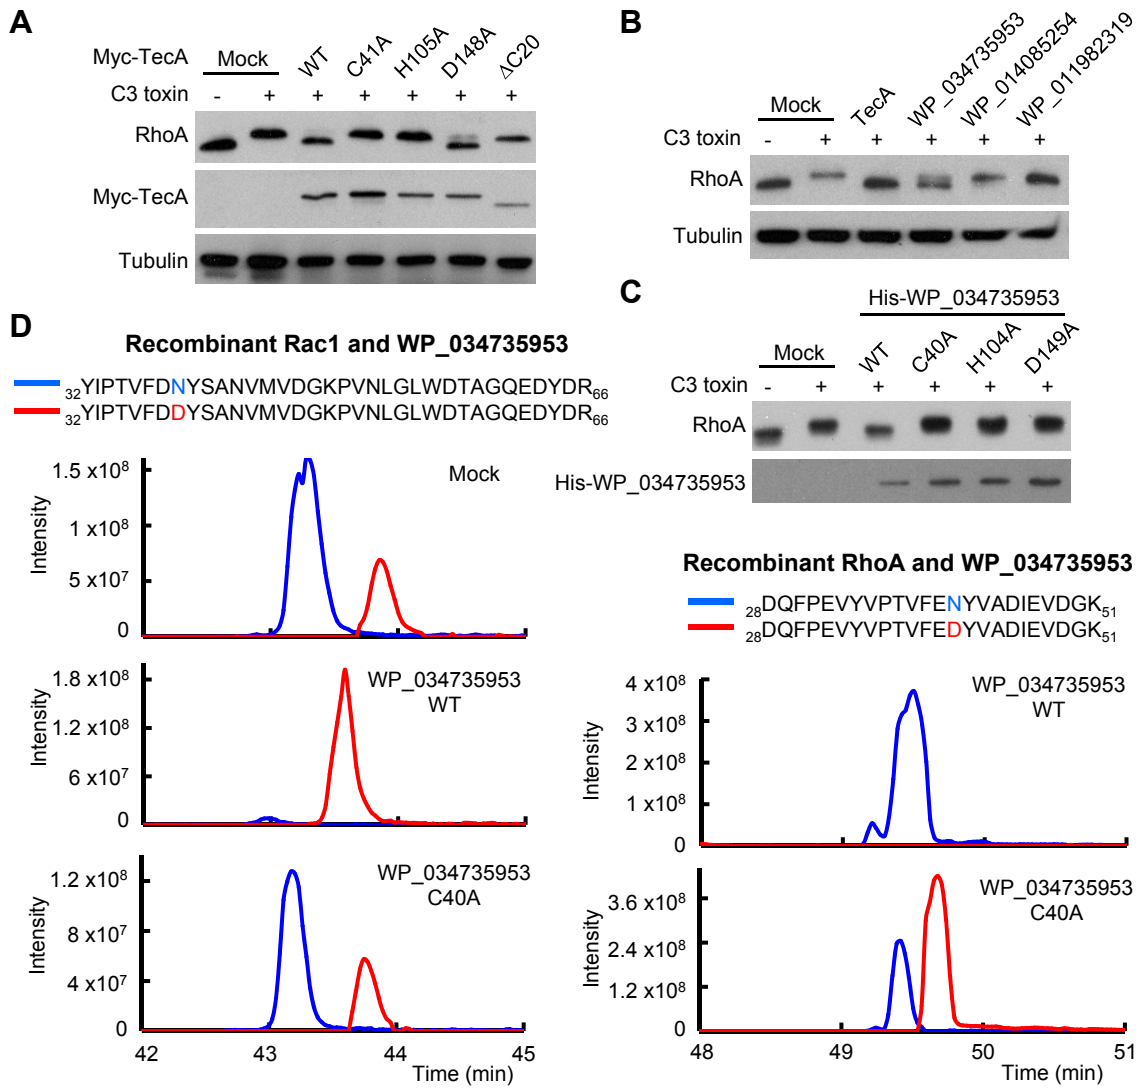 A
Myc-TecA
Mock
WT
C41A
H105A
D148A
ΔC20
C3 toxin
- + + + + + +
RhoA
Myc-TecA
Tubulin
B
Mock
TecA
WP_034735953
WP_014085254
WP_011982319
C3 toxin
- + + + + +
RhoA
Tubulin
C
His-WP_034735953
Mock
WT
C40A
H104A
D149A
C3 toxin
- + + + + +
RhoA
His-WP_034735953
D
Recombinant Rac1 and WP_034735953
32YIPTVFDNYSANVMVDGKPVNLGLWDTAGQEDYDR66
32YIPTVFDDYSANVMVDGKPVNLGLWDTAGQEDYDR66
Mock
Intensity
1.5 x10⁸
1 x10⁸
5 x10⁷
0
WP_034735953
WT
Intensity
1.8 x10⁸
1.2 x10⁸
6 x10⁷
0
WP_034735953
C40A
Intensity
1.2 x10⁸
8 x10⁷
4 x10⁷
0
42 43 44 45
Time (min)
Recombinant RhoA and WP_034735953
28DQFPEVYVPTVFENYVADIEVDGK51
28DQFPEVYVPTVFEDYVADIEVDGK51
WP_034735953
WT
Intensity
4 x10⁸
3 x10⁸
2 x10⁸
1 x10⁸
0
WP_034735953
C40A
Intensity
3.6 x10⁸
2.4 x10⁸
1.2 x10⁸
0
48 49 50 51
Time (min)